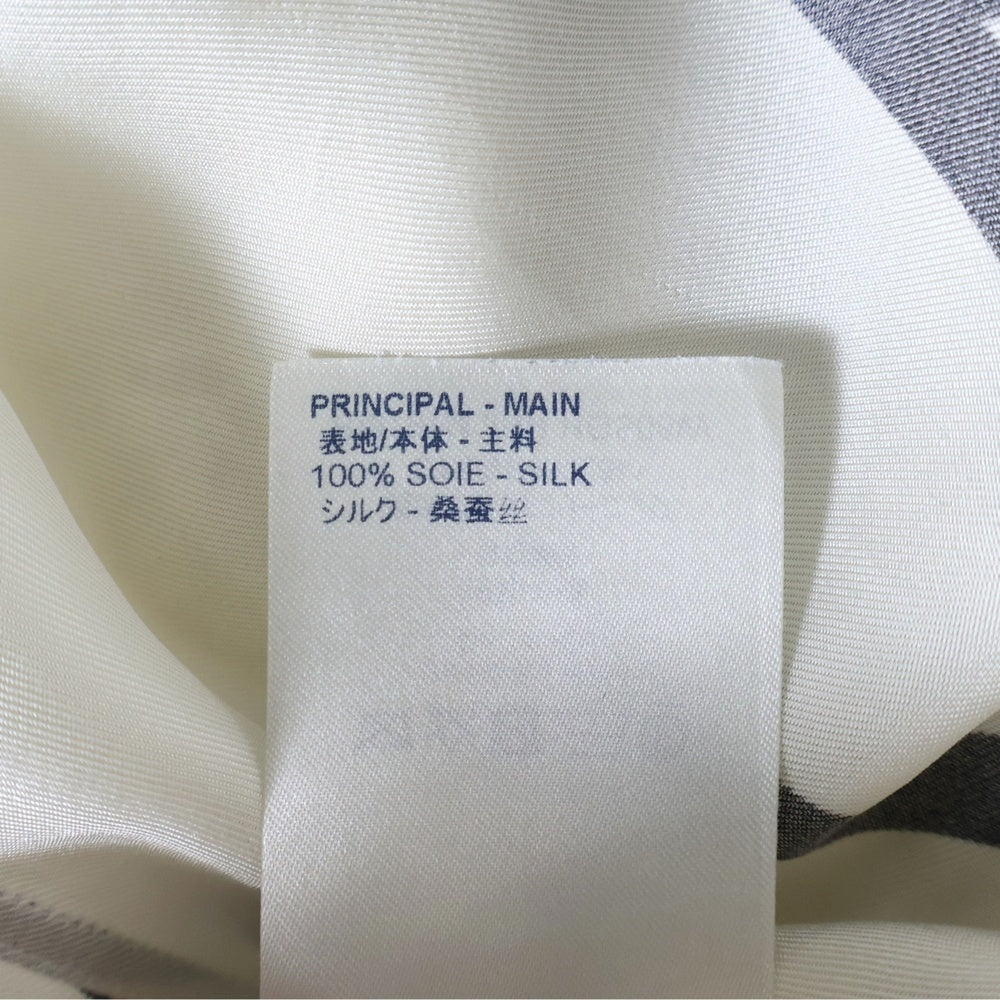 PRINCIPAL - MAIN
表地/本体 - 主料
100% SOIE - SILK
シルク - 桑蚕丝